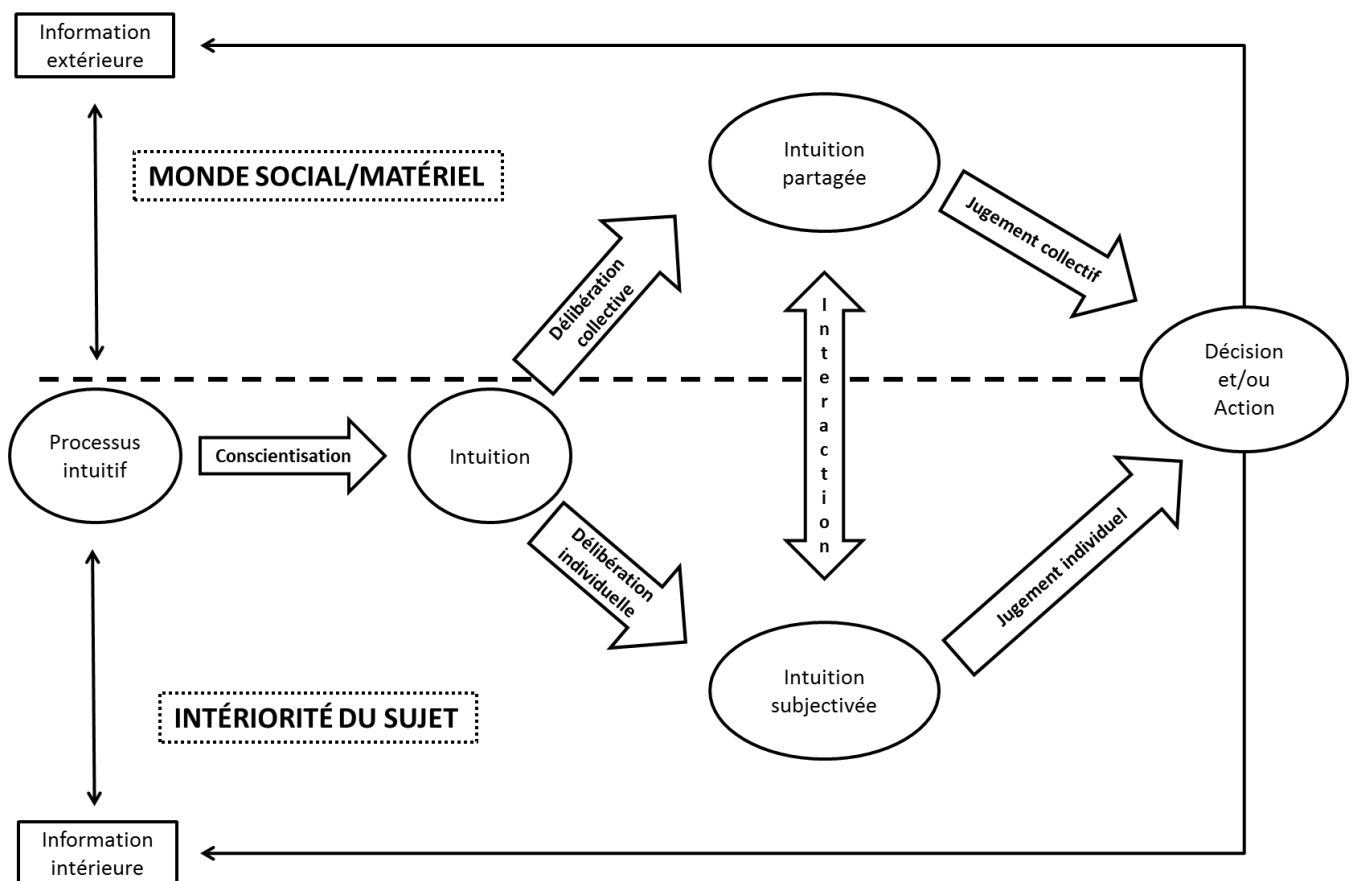 Information
extérieure
MONDE SOCIAL/MATÉRIEL
Intuition
partagée
Jugement collectif
Délibération
collective
Interaction
Décision
et/ou
Action
Processus
intuitif
Conscientisation
Intuition
Délibération
individuelle
Jugement individuel
Intuition
subjectivée
INTÉRIORITÉ DU SUJET
Information
intérieure